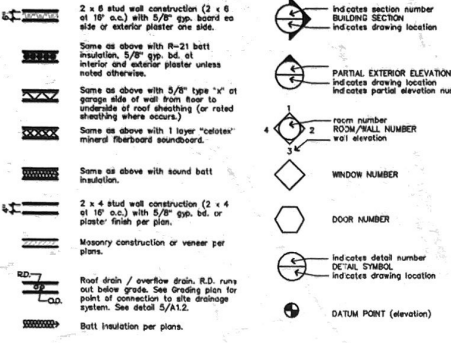 2 x 6 stud wall construction (2 x 6
at 16" o.c.) with 5/8" gyp. board ea
side or exterior plaster one side.
Same as above with R-21 batt
insulation, 5/8" gyp. bd. at
interior and exterior plaster unless
noted otherwise.
Same as above with 5/8" type "x" at
garage side of wall from floor to
underside of roof sheathing (or rated
sheathing where occurs.)
Same as above with 1 layer "celotex"
mineral fiberboard soundboard.
Same as above with sound batt
insulation.
2 x 4 stud wall construction (2 x 4
at 16" o.c.) with 5/8" gyp. bd. or
plaster finish per plan.
Masonry construction or veneer per
plans.
R.D.
O.D.
Roof drain / overflow drain. R.D. runs
out below grade. See Grading plan for
point of connection to site drainage
system. See detail 5/A1.2.
Batt insulation per plans.
indicates section number
BUILDING SECTION
indicates drawing location
PARTIAL EXTERIOR ELEVATION
indicates drawing location
indicates partial elevation num
1
4
2
3
room number
ROOM/WALL NUMBER
wall elevation
WINDOW NUMBER
DOOR NUMBER
indicates detail number
DETAIL SYMBOL
indicates drawing location
DATUM POINT (elevation)